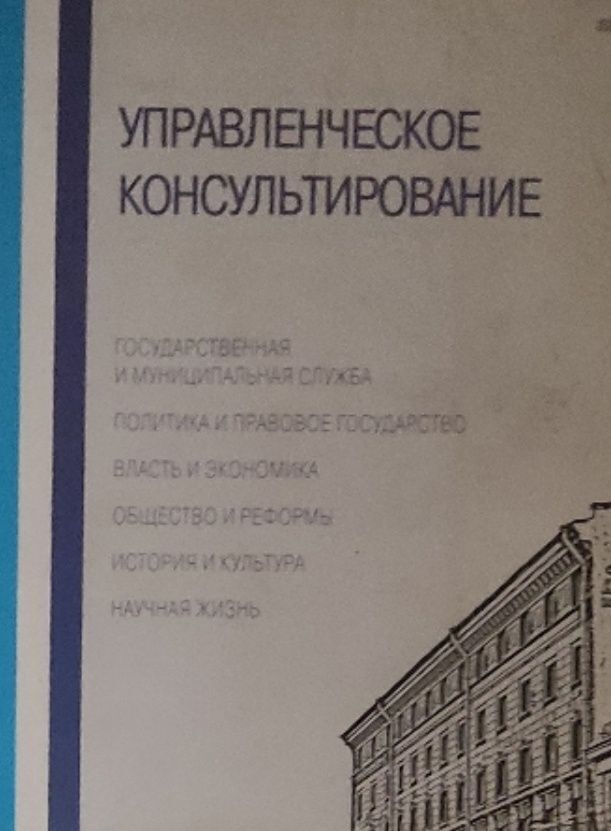 УПРАВЛЕНЧЕСКОЕ
КОНСУЛЬТИРОВАНИЕ
ГОСУДАРСТВЕННАЯ
И МУНИЦИПАЛЬНАЯ СЛУЖБА
ПОЛИТИКА И ПРАВОВОЕ ГОСУДАРСТВО
ВЛАСТЬ И ЭКОНОМИКА
ОБЩЕСТВО И РЕФОРМЫ
ИСТОРИЯ И КУЛЬТУРА
НАУЧНАЯ ЖИЗНЬ